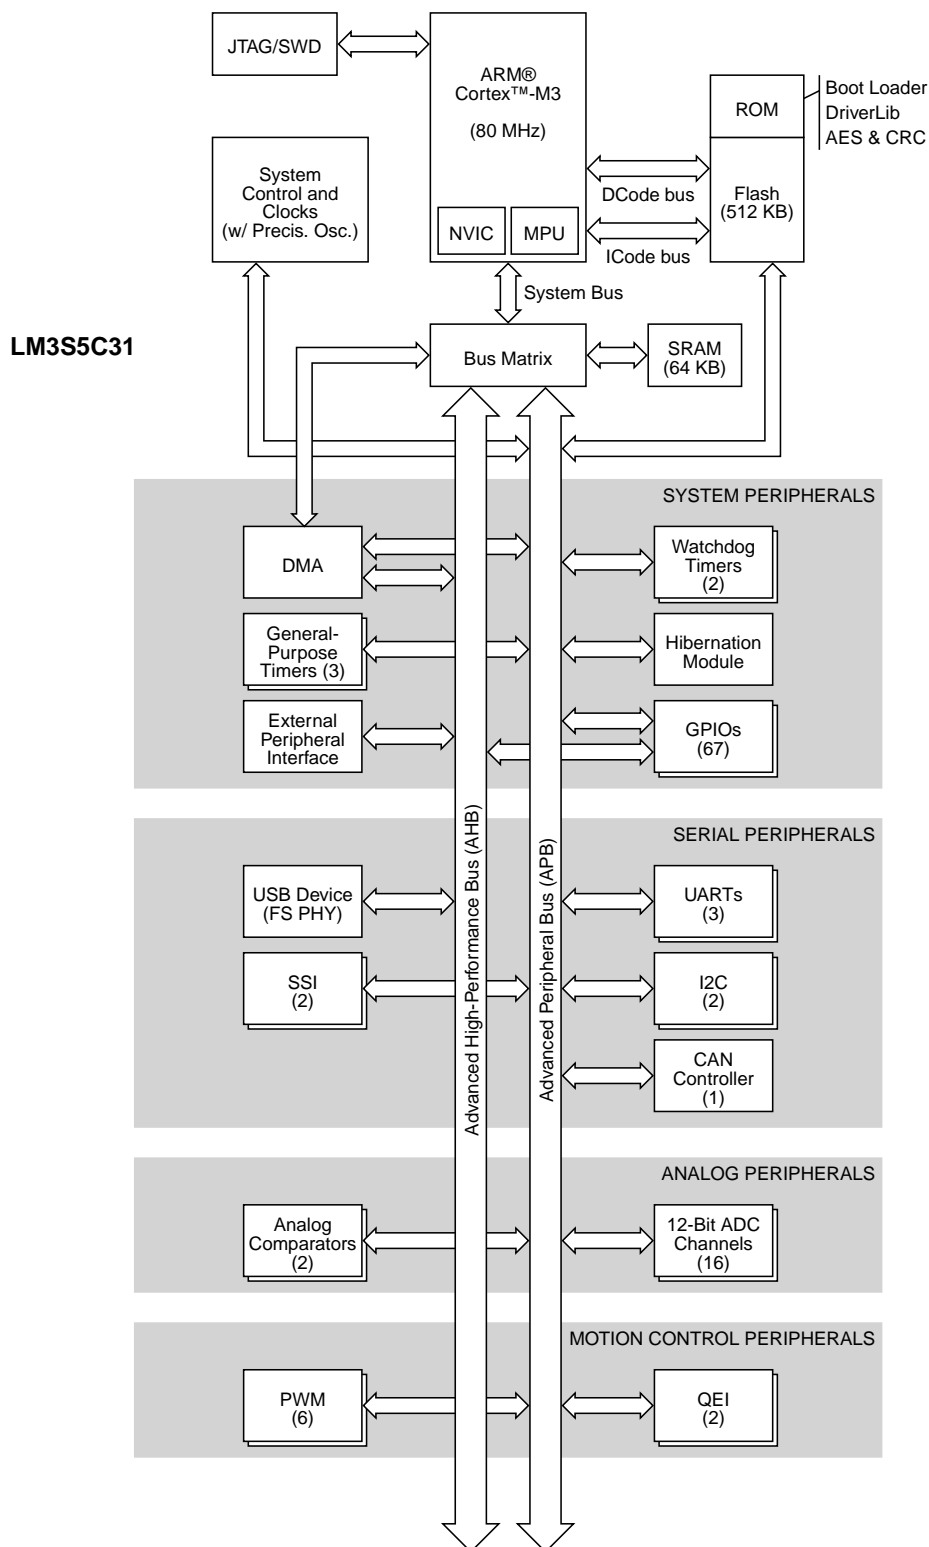 JTAG/SWD
ARM®
Cortex™-M3
(80 MHz)
NVIC
MPU
ROM
Boot Loader
DriverLib
AES & CRC
Flash
(512 KB)
DCode bus
ICode bus
System
Control and
Clocks
(w/ Precis. Osc.)
System Bus
LM3S5C31
Bus Matrix
SRAM
(64 KB)
SYSTEM PERIPHERALS
DMA
Watchdog
Timers
(2)
General-
Purpose
Timers (3)
Hibernation
Module
External
Peripheral
Interface
GPIOs
(67)
Advanced High-Performance Bus (AHB)
Advanced Peripheral Bus (APB)
SERIAL PERIPHERALS
USB Device
(FS PHY)
UARTs
(3)
SSI
(2)
I2C
(2)
CAN
Controller
(1)
ANALOG PERIPHERALS
Analog
Comparators
(2)
12-Bit ADC
Channels
(16)
MOTION CONTROL PERIPHERALS
PWM
(6)
QEI
(2)